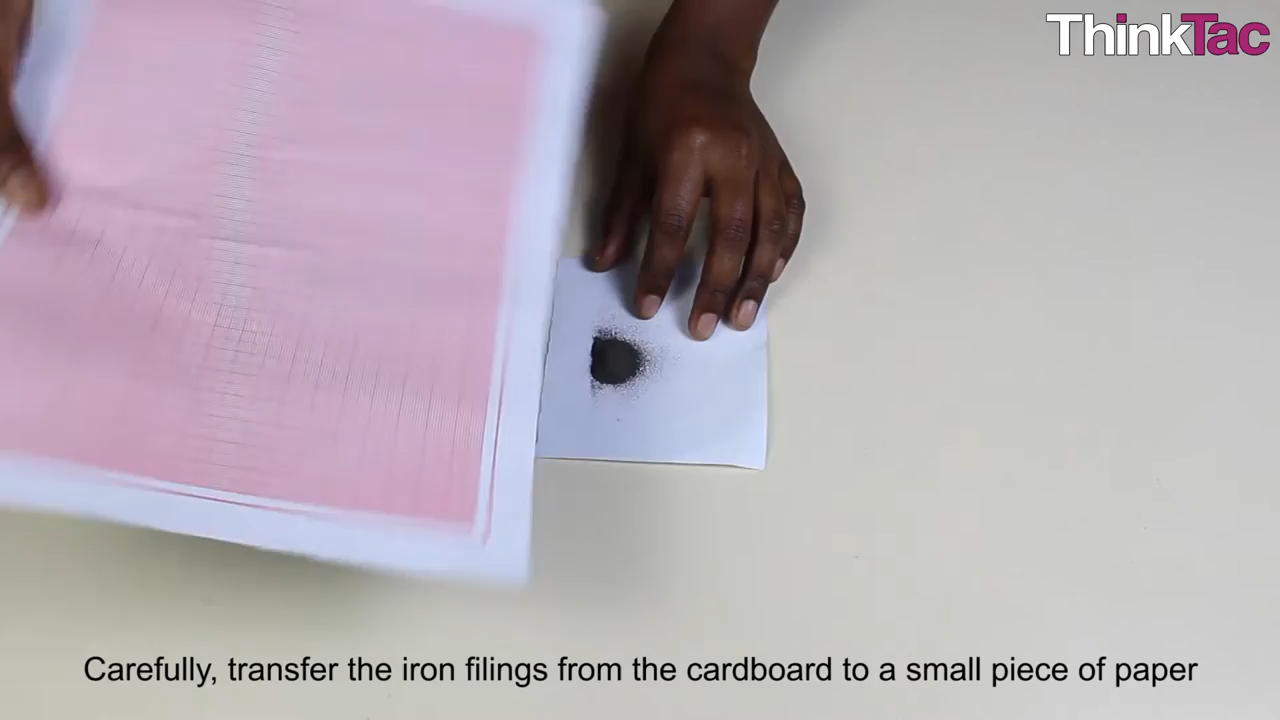 ThinkTac
Carefully, transfer the iron filings from the cardboard to a small piece of paper